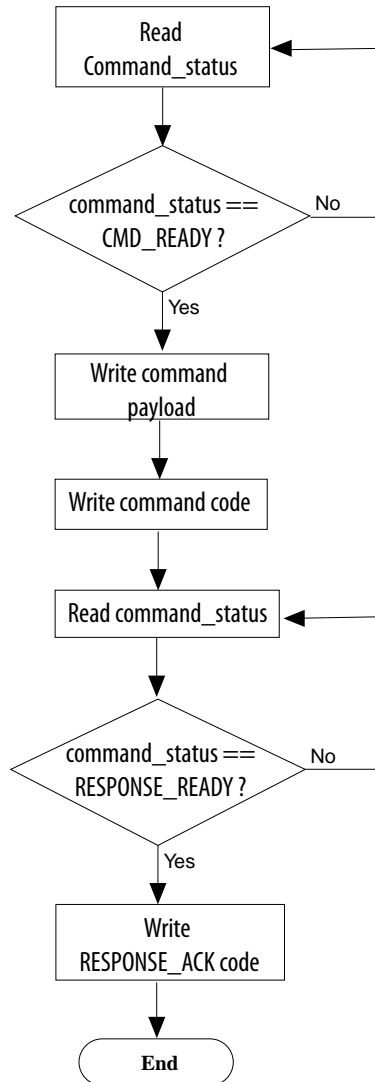 Read
Command_status
command_status ==
CMD_READY ?
No
Yes
Write command
payload
Write command code
Read command_status
command_status ==
RESPONSE_READY ?
No
Yes
Write
RESPONSE_ACK code
End